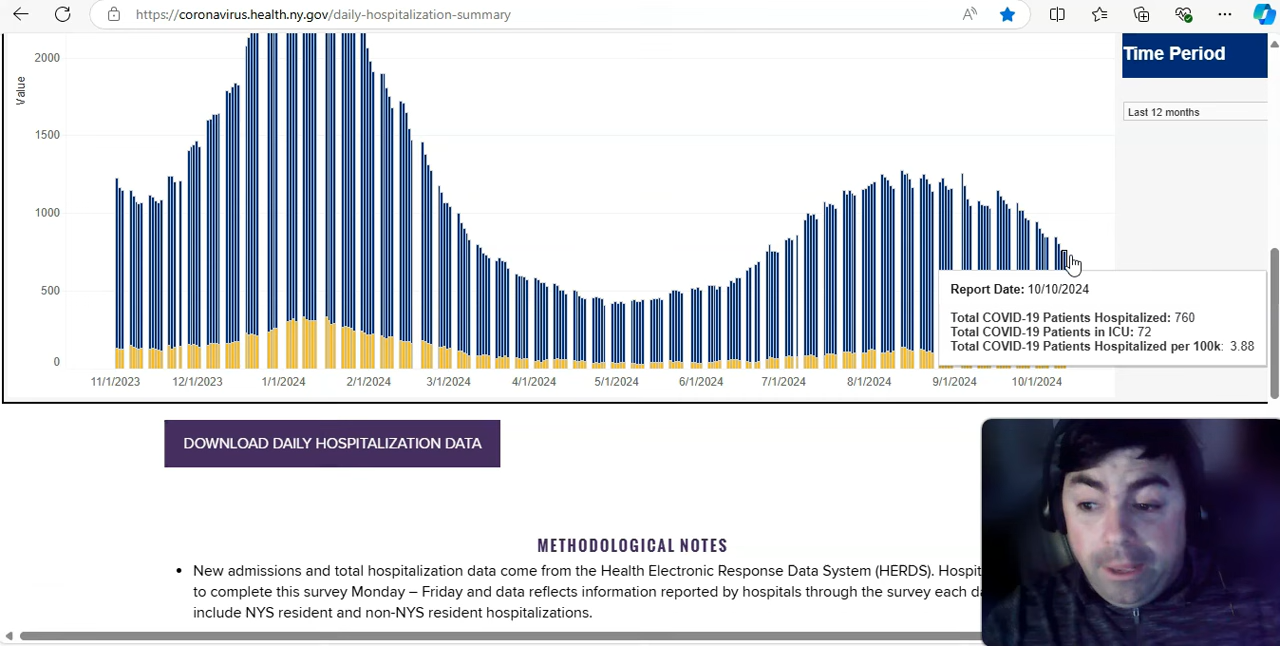 https://coronavirus.health.ny.gov/daily-hospitalization-summary
Time Period
Last 12 months
Value
2000
1500
1000
500
0
Report Date: 10/10/2024
Total COVID-19 Patients Hospitalized: 760
Total COVID-19 Patients in ICU: 72
Total COVID-19 Patients Hospitalized per 100k: 3.88
11/1/2023 12/1/2023 1/1/2024 2/1/2024 3/1/2024 4/1/2024 5/1/2024 6/1/2024 7/1/2024 8/1/2024 9/1/2024 10/1/2024
DOWNLOAD DAILY HOSPITALIZATION DATA
METHODOLOGICAL NOTES
• New admissions and total hospitalization data come from the Health Electronic Response Data System (HERDS). Hospit
to complete this survey Monday – Friday and data reflects information reported by hospitals through the survey each d
include NYS resident and non-NYS resident hospitalizations.